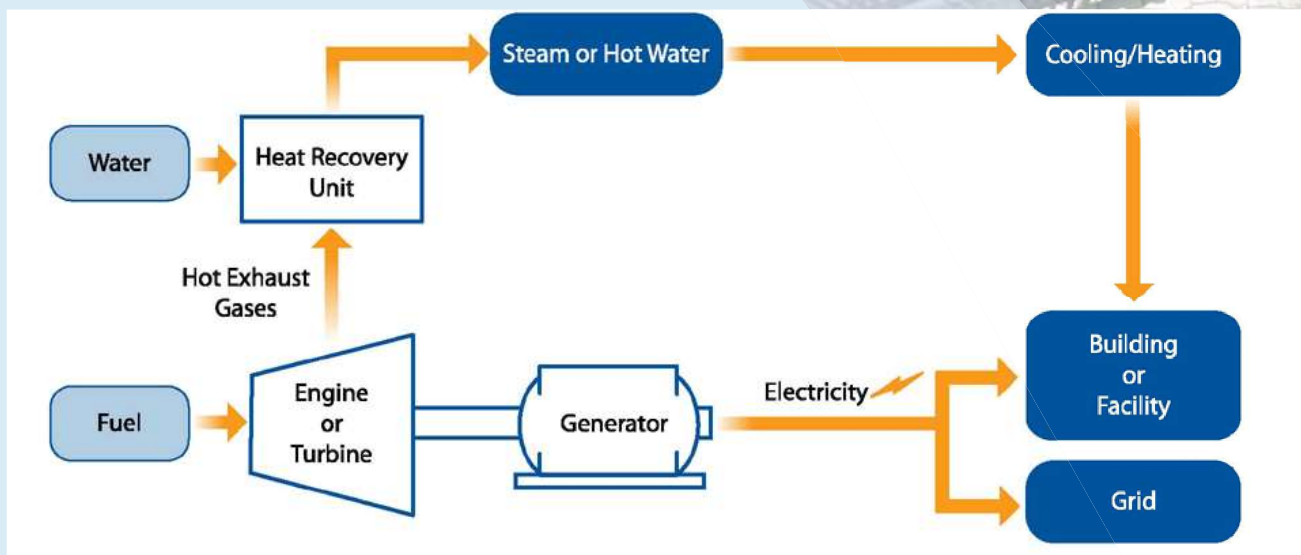 Steam or Hot Water
Cooling/Heating
Water
Heat Recovery
Unit
Hot Exhaust
Gases
Fuel
Engine
or
Turbine
Generator
Electricity
Building
or
Facility
Grid